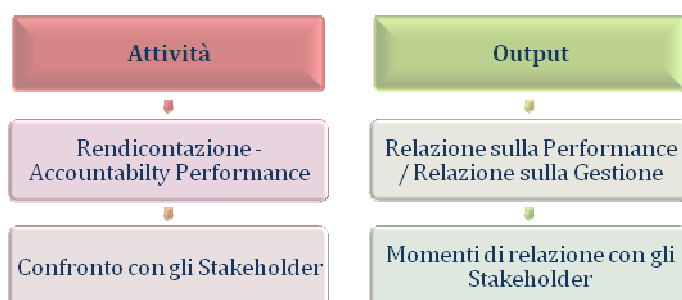 Attività
Output
Rendicontazione -
Accountabilty Performance
Relazione sulla Performance
/ Relazione sulla Gestione
Confronto con gli Stakeholder
Momenti di relazione con gli
Stakeholder